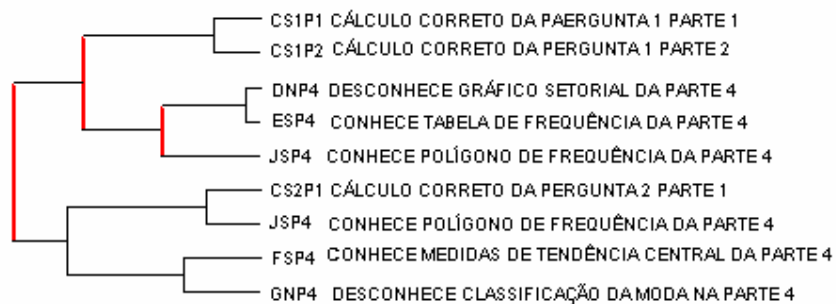 CS1P1 CÁLCULO CORRETO DA PAERGUNTA 1 PARTE 1
CS1P2 CÁLCULO CORRETO DA PERGUNTA 1 PARTE 2
DNP4 DESCONHECE GRÁFICO SETORIAL DA PARTE 4
ESP4 CONHECE TABELA DE FREQUÊNCIA DA PARTE 4
JSP4 CONHECE POLÍGONO DE FREQUÊNCIA DA PARTE 4
CS2P1 CÁLCULO CORRETO DA PERGUNTA 2 PARTE 1
JSP4 CONHECE POLÍGONO DE FREQUÊNCIA DA PARTE 4
FSP4 CONHECE MEDIDAS DE TENDÊNCIA CENTRAL DA PARTE 4
GNP4 DESCONHECE CLASSIFICAÇÃO DA MODA NA PARTE 4